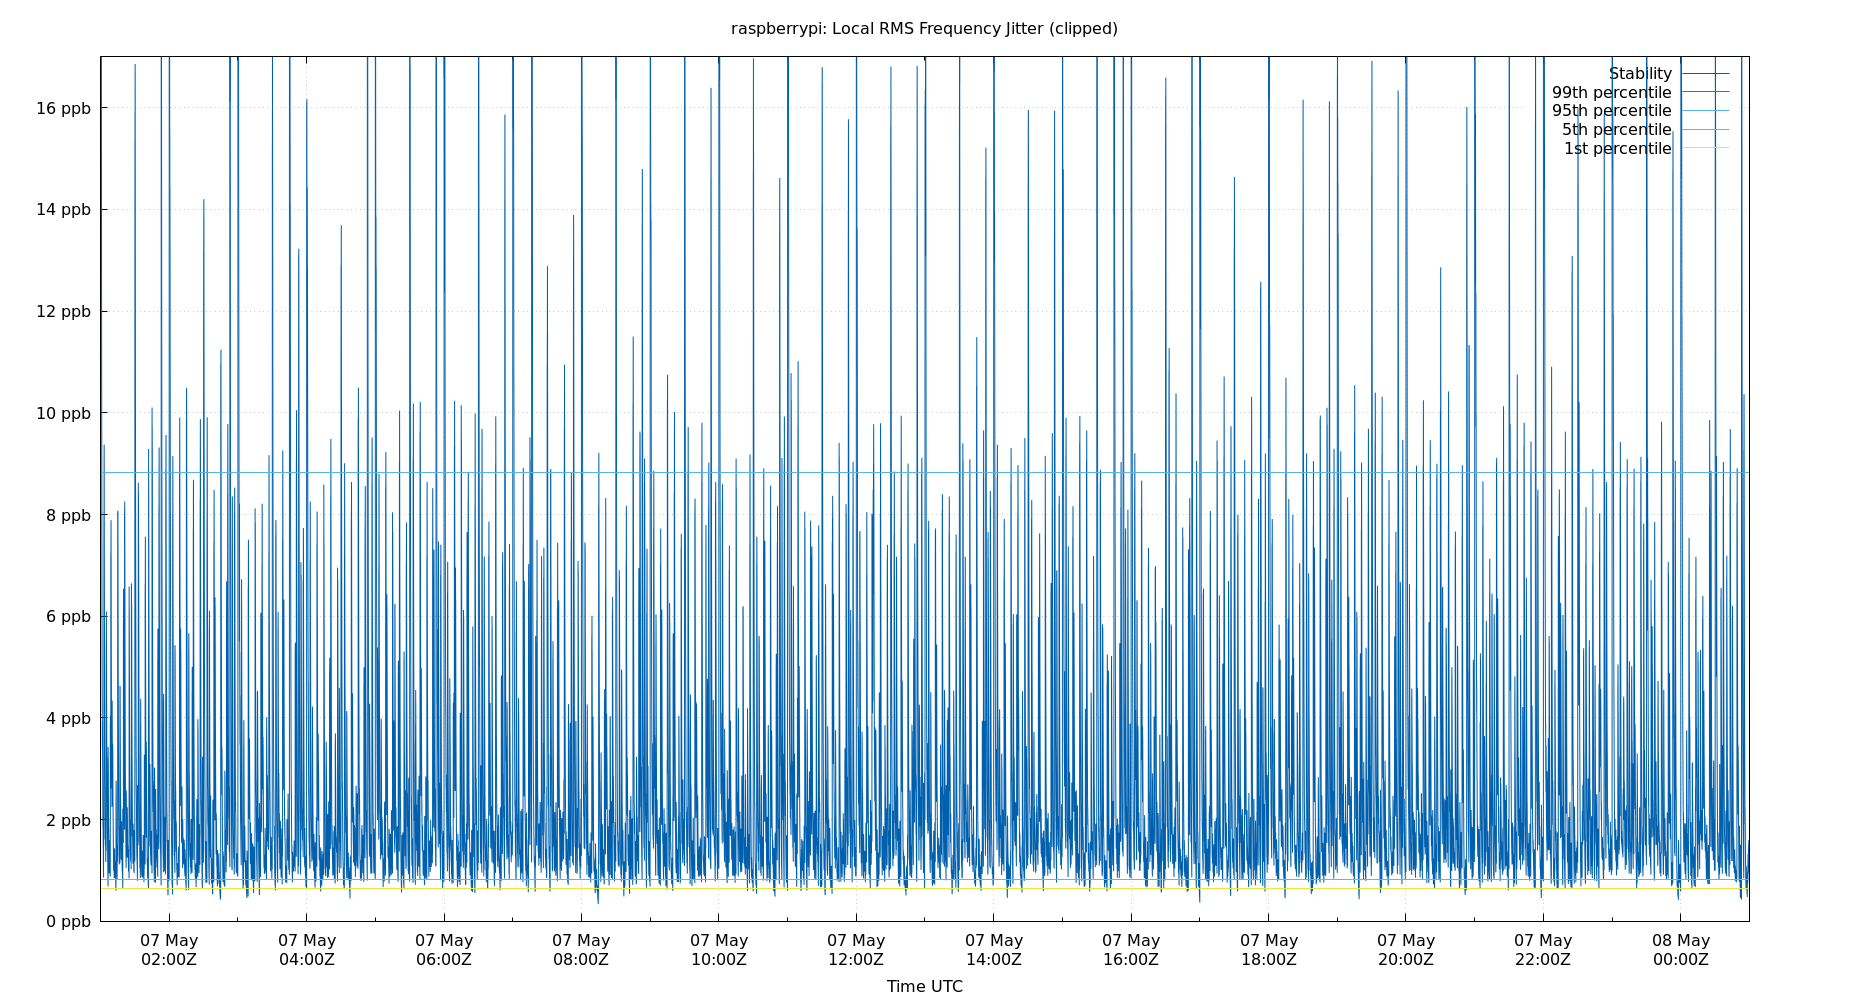 raspberrypi: Local RMS Frequency Jitter (clipped)
Stability
99th percentile
95th percentile
5th percentile
1st percentile
16 ppb
14 ppb
12 ppb
10 ppb
8 ppb
6 ppb
4 ppb
2 ppb
0 ppb
07 May 07 May 07 May 07 May 07 May 07 May 07 May 07 May 07 May 07 May 07 May 08 May
02:00Z 04:00Z 06:00Z 08:00Z 10:00Z 12:00Z 14:00Z 16:00Z 18:00Z 20:00Z 22:00Z 00:00Z
Time UTC